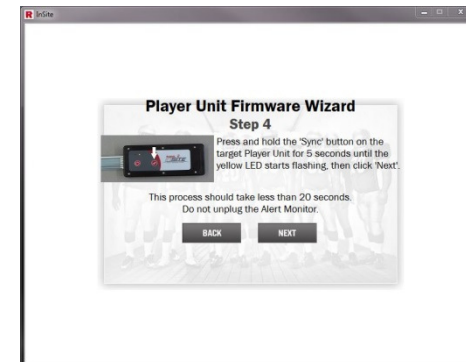 R InSite
Player Unit Firmware Wizard
Step 4
Press and hold the 'Sync' button on the
target Player Unit for 5 seconds until the
yellow LED starts flashing, then click 'Next'.
This process should take less than 20 seconds.
Do not unplug the Alert Monitor.
BACK NEXT